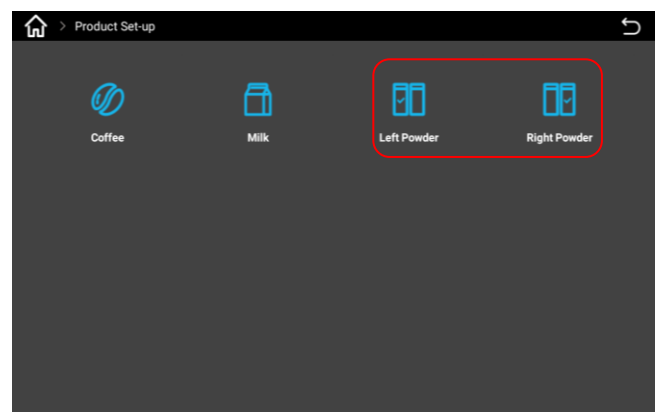 > Product Set-up
Coffee
Milk
Left Powder
Right Powder